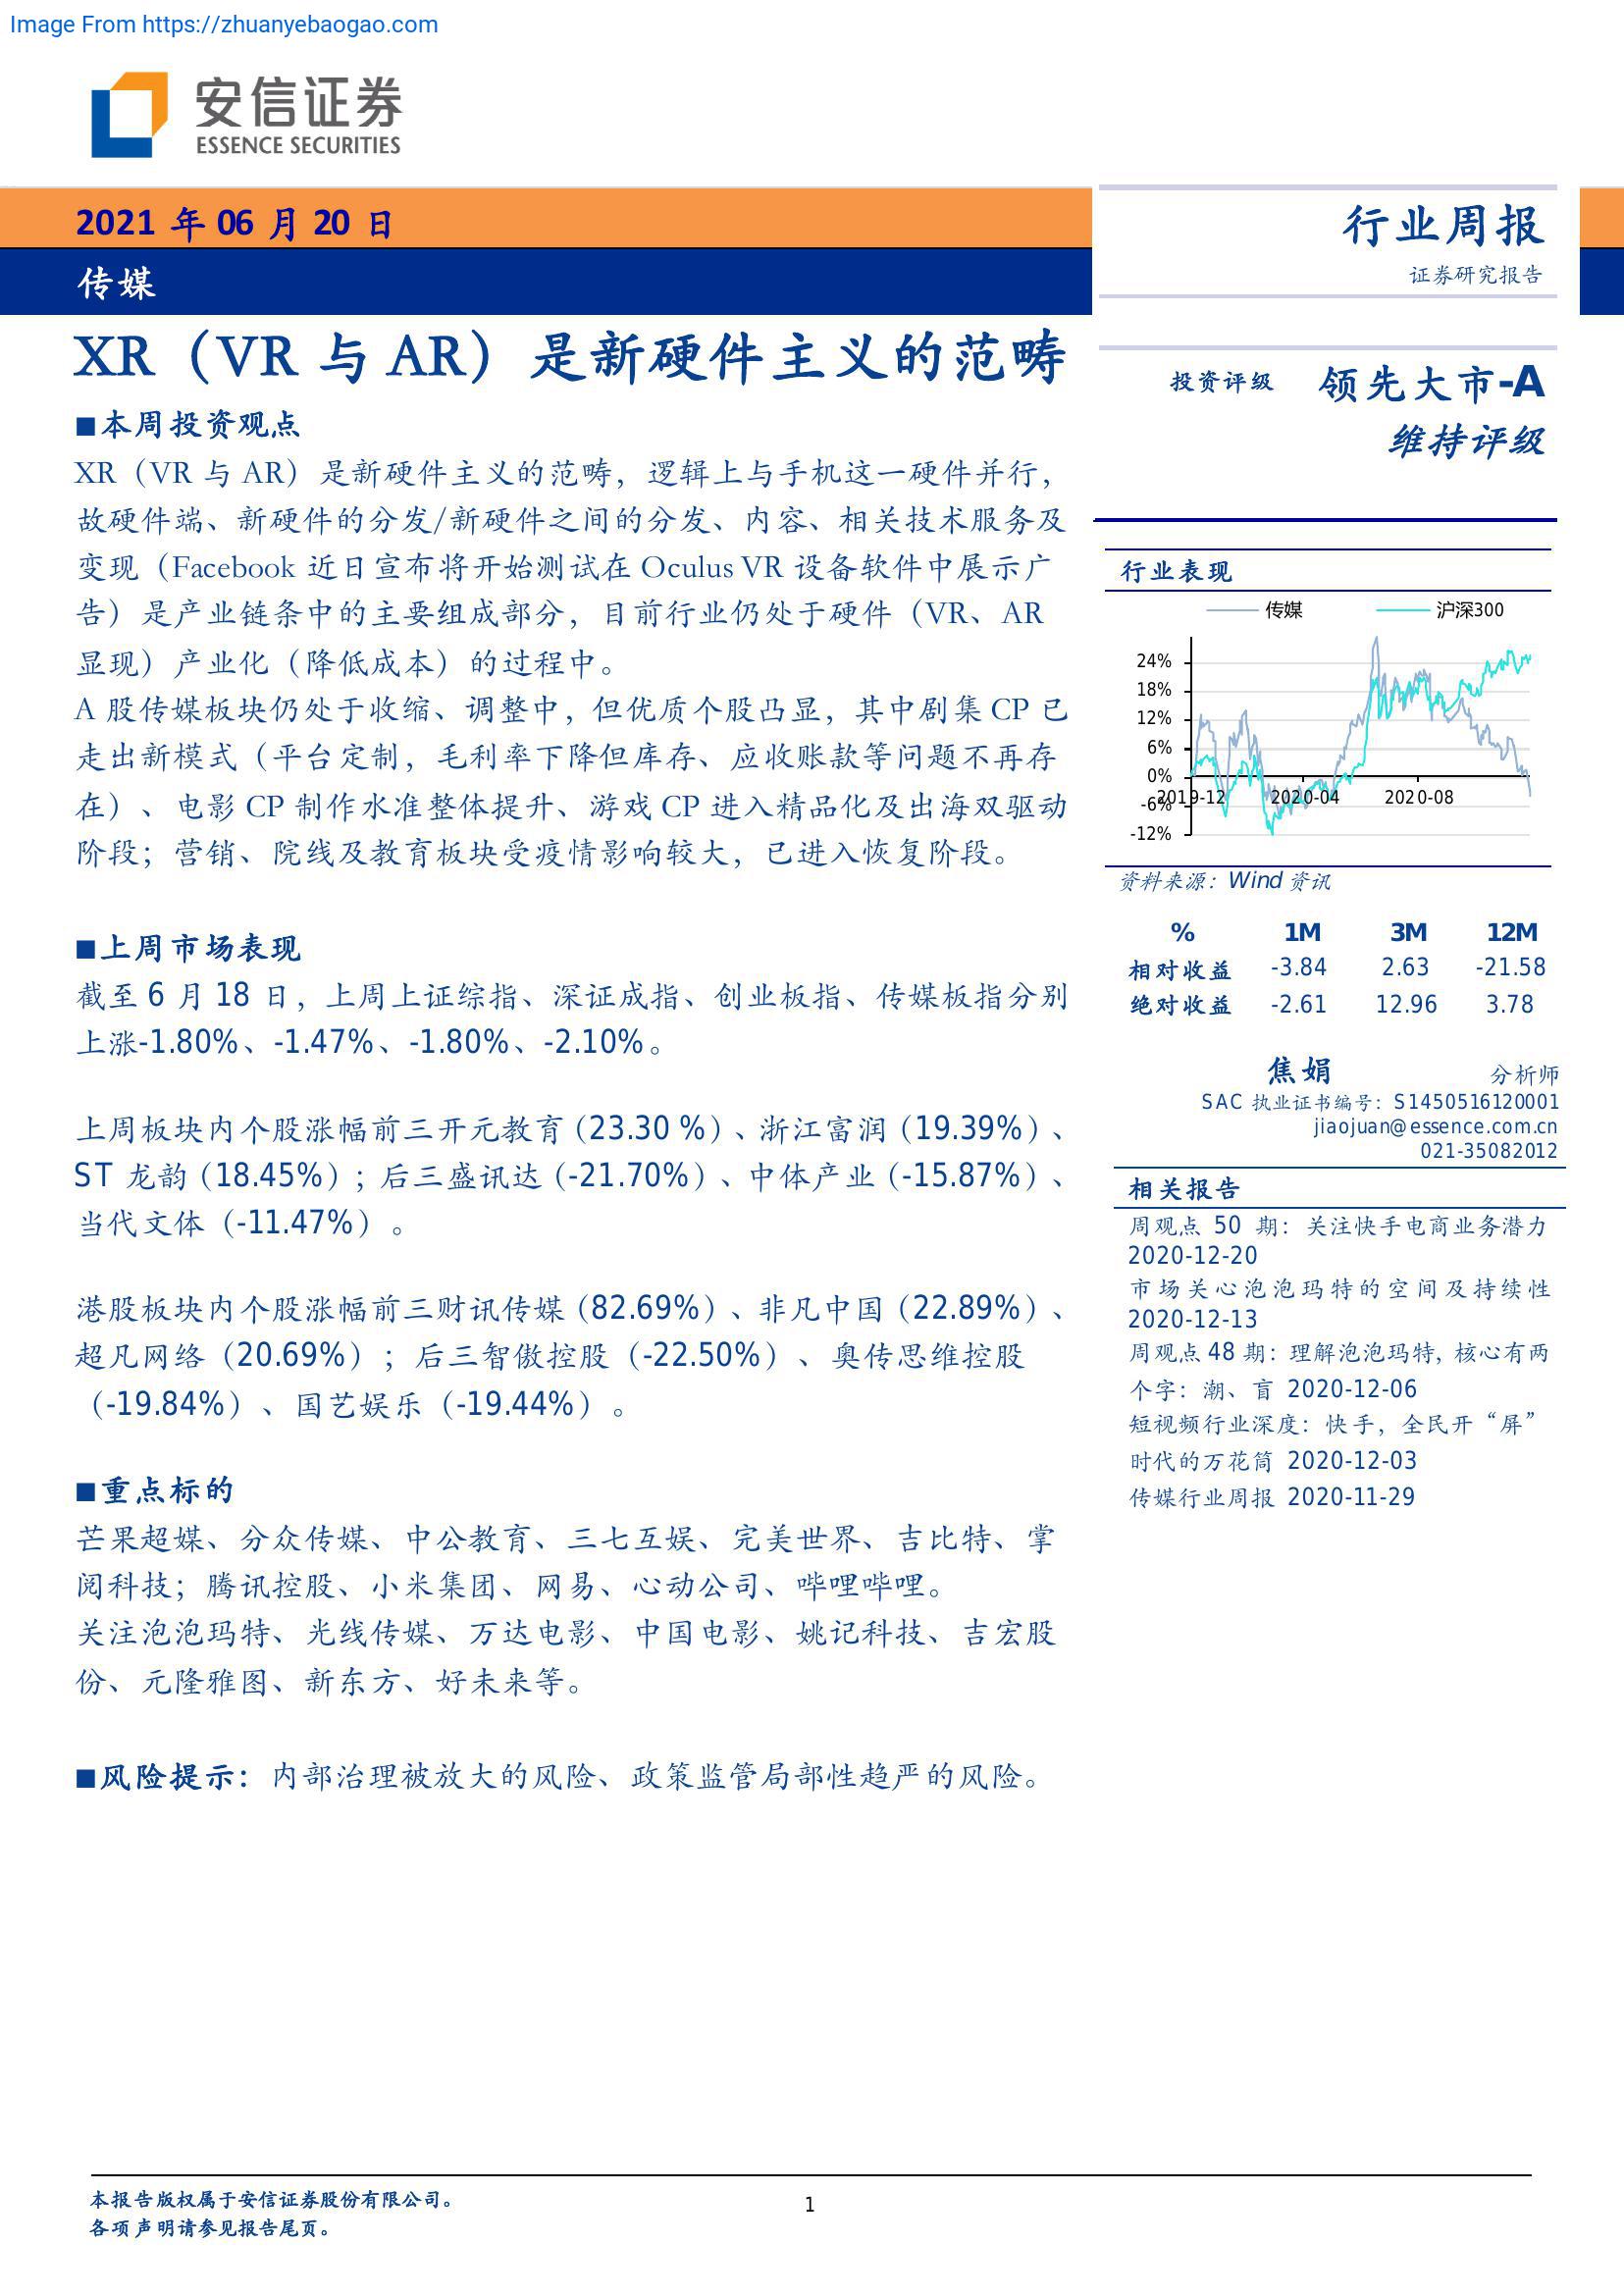 Image From https://zhuanyebaogao.com
安信证券
ESSENCE SECURITIES
2021 年 06 月 20 日
传媒
XR（VR 与 AR）是新硬件主义的范畴
■本周投资观点
XR（VR 与 AR）是新硬件主义的范畴，逻辑上与手机这一硬件并行，
故硬件端、新硬件的分发/新硬件之间的分发、内容、相关技术服务及
变现（Facebook 近日宣布将开始测试在 Oculus VR 设备软件中展示广
告）是产业链条中的主要组成部分，目前行业仍处于硬件（VR、AR
显现）产业化（降低成本）的过程中。
A 股传媒板块仍处于收缩、调整中，但优质个股凸显，其中剧集 CP 已
走出新模式（平台定制，毛利率下降但库存、应收账款等问题不再存
在）、电影 CP 制作水准整体提升、游戏 CP 进入精品化及出海双驱动
阶段；营销、院线及教育板块受疫情影响较大，已进入恢复阶段。
■上周市场表现
截至 6 月 18 日，上周上证综指、深证成指、创业板指、传媒板指分别
上涨-1.80%、-1.47%、-1.80%、-2.10%。
上周板块内个股涨幅前三开元教育（23.30 %）、浙江富润（19.39%）、
ST 龙韵（18.45%）；后三盛讯达（-21.70%）、中体产业（-15.87%）、
当代文体（-11.47%）。
港股板块内个股涨幅前三财讯传媒（82.69%）、非凡中国（22.89%）、
超凡网络（20.69%）；后三智傲控股（-22.50%）、奥传思维控股
（-19.84%）、国艺娱乐（-19.44%）。
■重点标的
芒果超媒、分众传媒、中公教育、三七互娱、完美世界、吉比特、掌
阅科技；腾讯控股、小米集团、网易、心动公司、哔哩哔哩。
关注泡泡玛特、光线传媒、万达电影、中国电影、姚记科技、吉宏股
份、元隆雅图、新东方、好未来等。
■风险提示：内部治理被放大的风险、政策监管局部性趋严的风险。
行业周报
证券研究报告
投资评级 领先大市-A
维持评级
行业表现
传媒 沪深300
24%
18%
12%
6%
0%
-6%
-12%
2019-12 2020-04 2020-08
资料来源：Wind 资讯
% 1M 3M 12M
相对收益 -3.84 2.63 -21.58
绝对收益 -2.61 12.96 3.78
焦娟 分析师
SAC 执业证书编号：S1450516120001
jiaojuan@essence.com.cn
021-35082012
相关报告
周观点 50 期：关注快手电商业务潜力
2020-12-20
市场关心泡泡玛特的空间及持续性
2020-12-13
周观点 48 期：理解泡泡玛特，核心有两
个字：潮、盲 2020-12-06
短视频行业深度：快手，全民开“屏”
时代的万花筒 2020-12-03
传媒行业周报 2020-11-29
本报告版权属于安信证券股份有限公司。
各项声明请参见报告尾页。
1